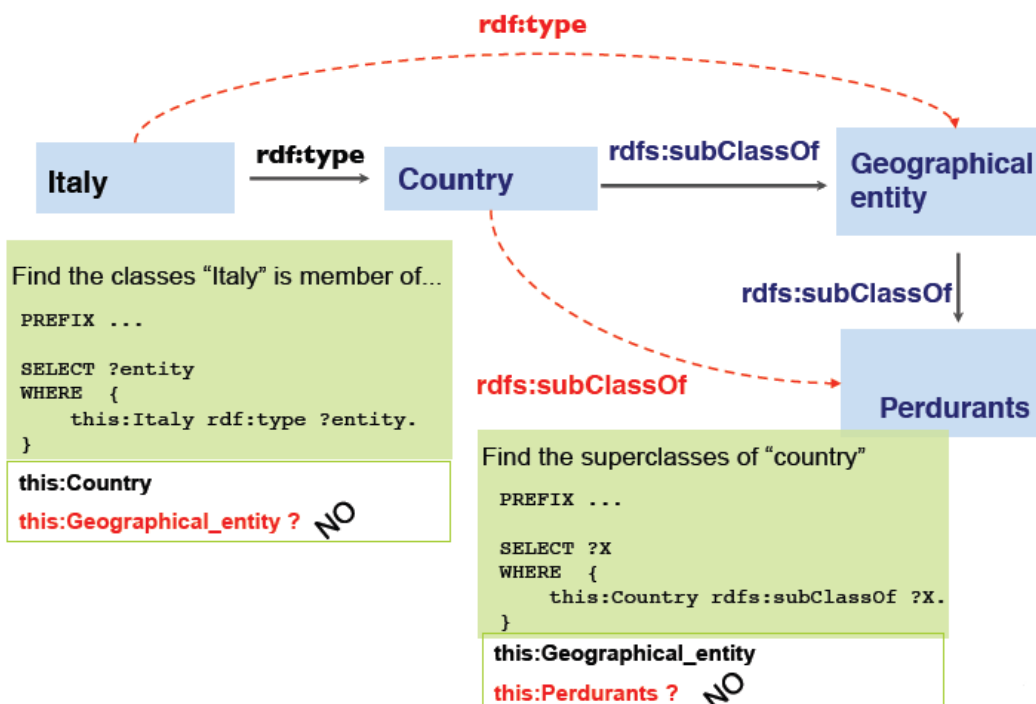 rdf:type
Italy
rdf:type
Country
rdfs:subClassOf
Geographical
entity
rdfs:subClassOf
Perdurants
rdfs:subClassOf
Find the classes “Italy” is member of...
PREFIX ...
SELECT ?entity
WHERE {
this:Italy rdf:type ?entity.
}
this:Country
this:Geographical_entity ? NO
Find the superclasses of “country”
PREFIX ...
SELECT ?X
WHERE {
this:Country rdfs:subClassOf ?X.
}
this:Geographical_entity
this:Perdurants ? NO